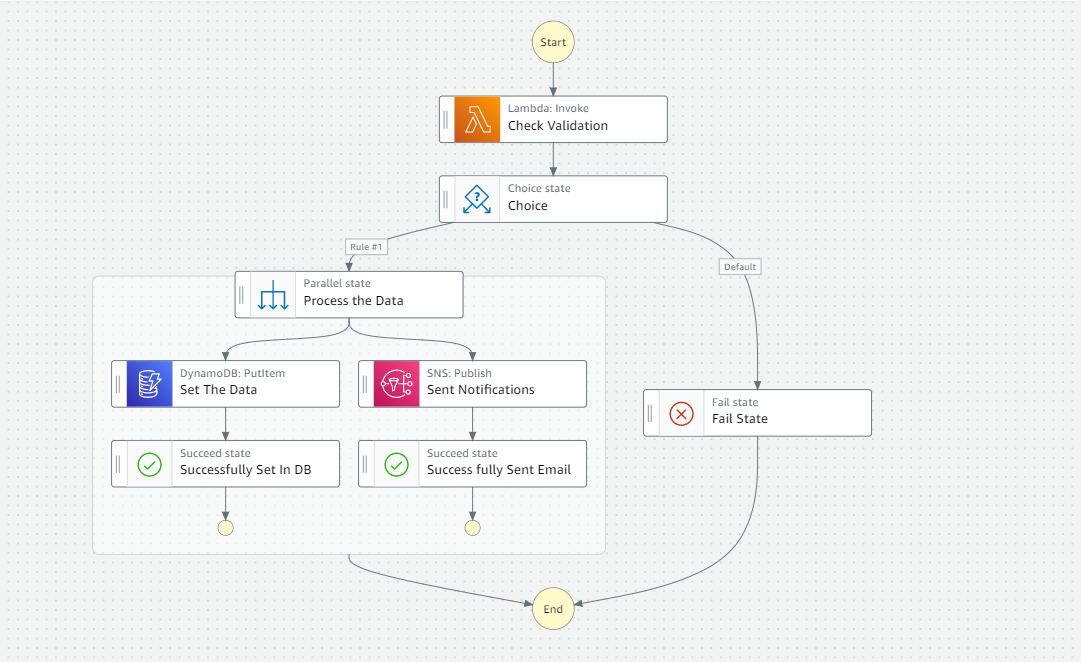 Start
Lambda: Invoke
Check Validation
Choice state
Choice
Rule #1
Default
Parallel state
Process the Data
DynamoDB: PutItem
Set The Data
SNS: Publish
Sent Notifications
Fail state
Fail State
Succeed state
Successfully Set In DB
Succeed state
Success fully Sent Email
End